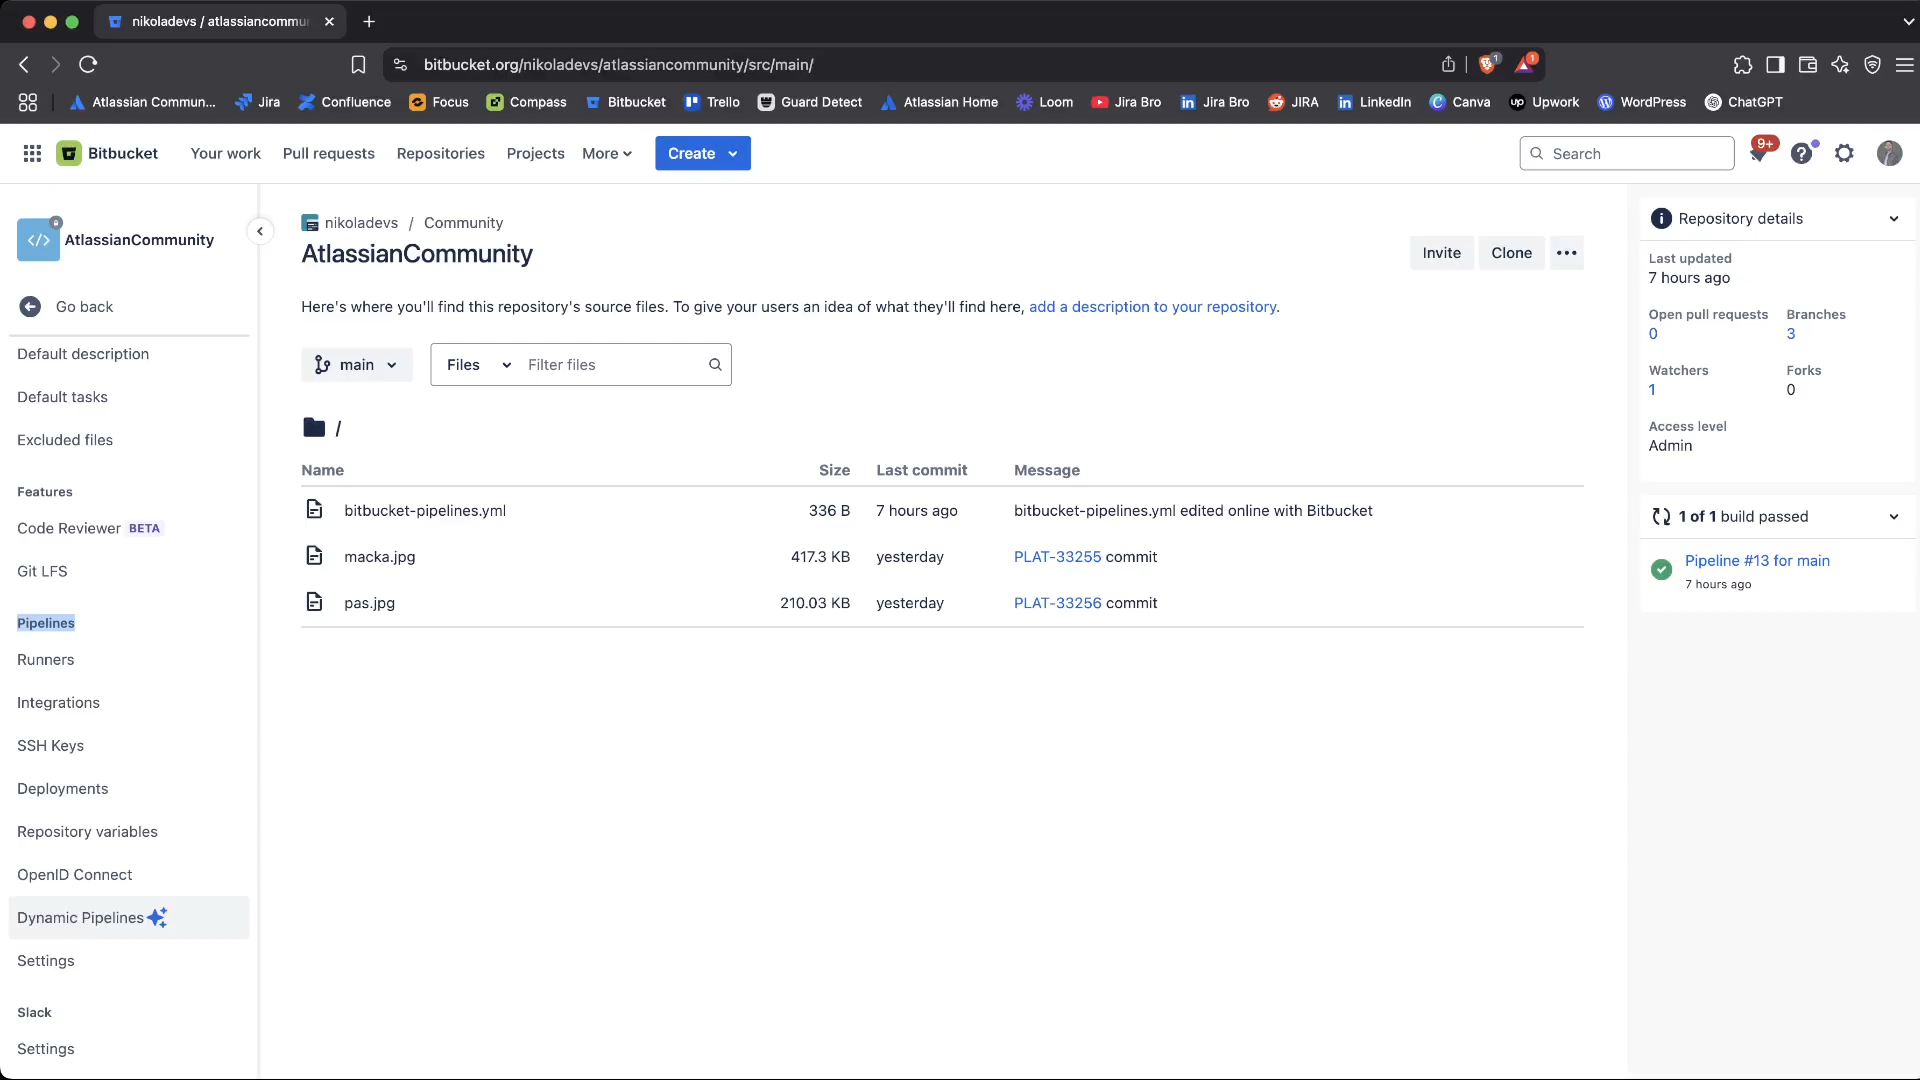 nikoladevs / atlassiancommu
bitbucket.org/nikoladevs/atlassiancommunity/src/main/
1
1
Atlassian Commun...
Jira
Confluence
Focus
Compass
Bitbucket
Trello
Guard Detect
Atlassian Home
Loom
Jira Bro
Jira Bro
JIRA
LinkedIn
Canva
Upwork
WordPress
ChatGPT
Bitbucket
Your work
Pull requests
Repositories
Projects
More
Create
Search
9+
AtlassianCommunity
Go back
Default description
Default tasks
Excluded files
Features
Code Reviewer BETA
Git LFS
Pipelines
Runners
Integrations
SSH Keys
Deployments
Repository variables
OpenID Connect
Dynamic Pipelines
Settings
Slack
Settings
nikoladevs / Community
AtlassianCommunity
Invite
Clone
Here's where you'll find this repository's source files. To give your users an idea of what they'll find here, add a description to your repository.
main
Files
Filter files
/
Name Size Last commit Message
bitbucket-pipelines.yml 336 B 7 hours ago bitbucket-pipelines.yml edited online with Bitbucket
macka.jpg 417.3 KB yesterday PLAT-33255 commit
pas.jpg 210.03 KB yesterday PLAT-33256 commit
Repository details
Last updated
7 hours ago
Open pull requests Branches
0 3
Watchers Forks
1 0
Access level
Admin
1 of 1 build passed
Pipeline #13 for main
7 hours ago